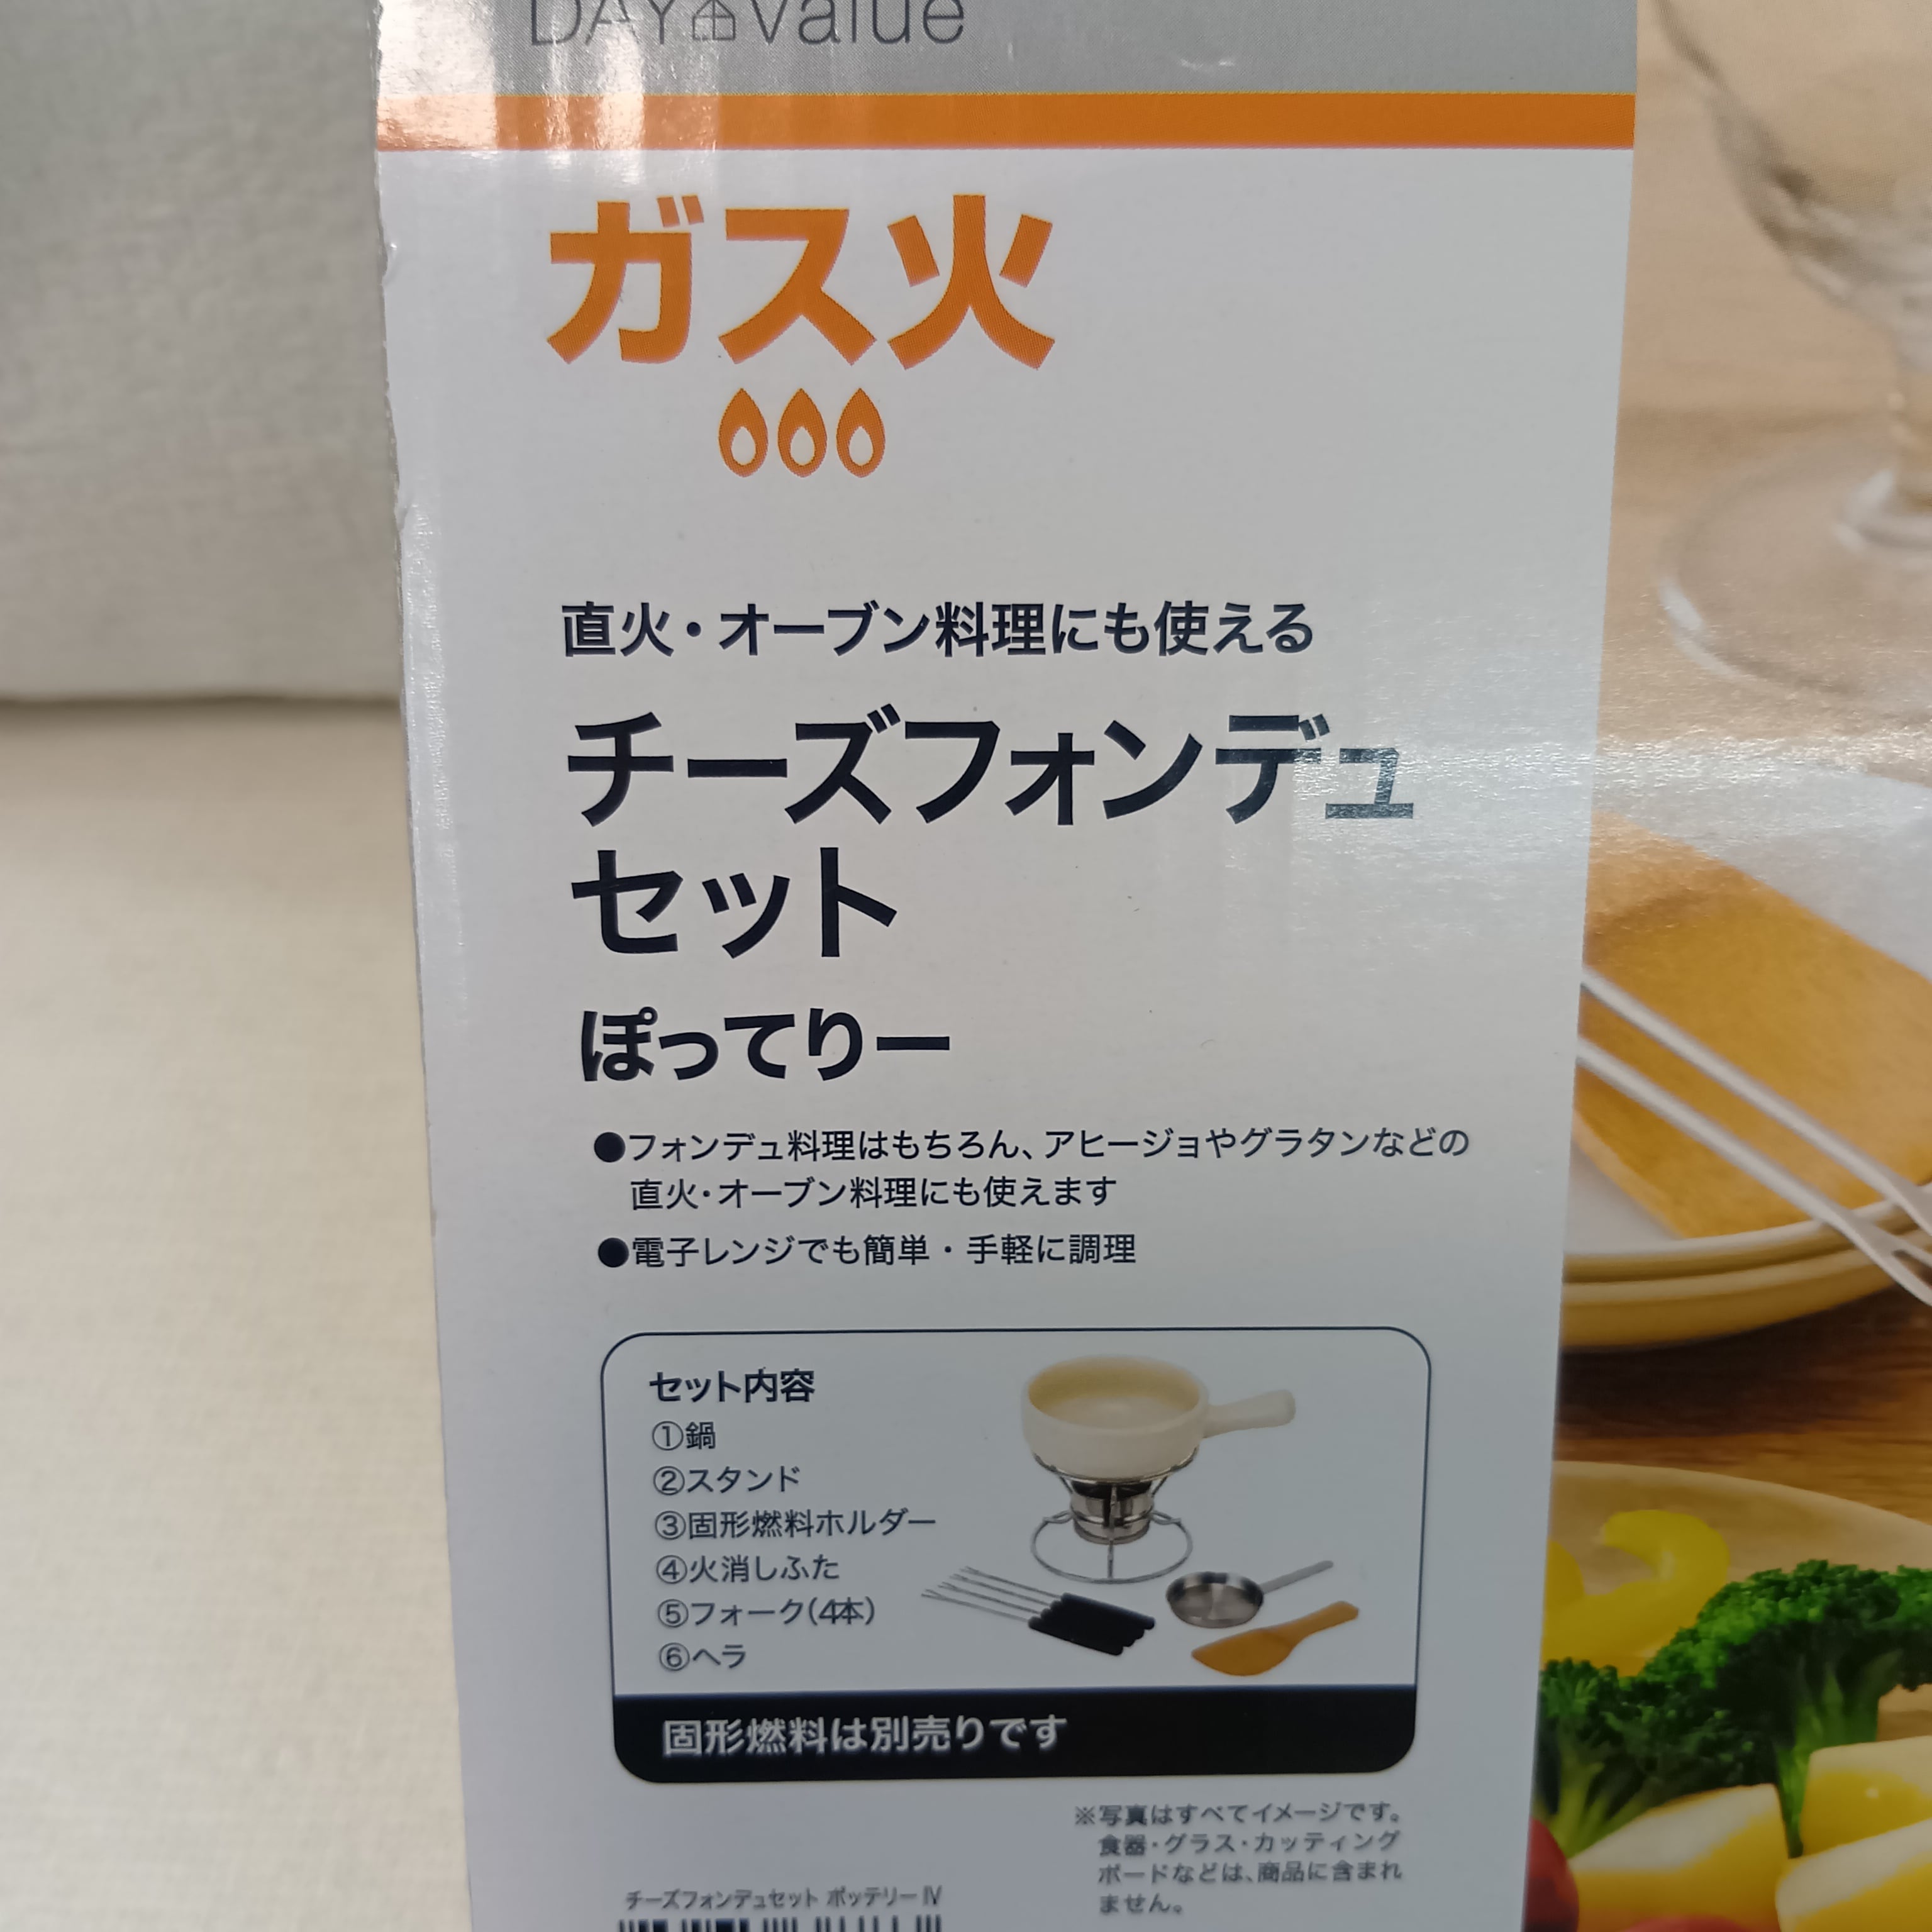 DAY Value
ガス火
直火・オーブン料理にも使える
チーズフォンデュ
セット
ぽってりー
●フォンデュ料理はもちろん、アヒージョやグラタンなどの
直火・オーブン料理にも使えます
●電子レンジでも簡単・手軽に調理
セット内容
①鍋
②スタンド
③固形燃料ホルダー
④火消しふた
⑤フォーク(4本)
⑥ヘラ
固形燃料は別売りです
※写真はすべてイメージです。
食器・グラス・カッティング
ボードなどは、商品に含まれ
ません。
チーズフォンデュセット ポッテリー Ⅳ